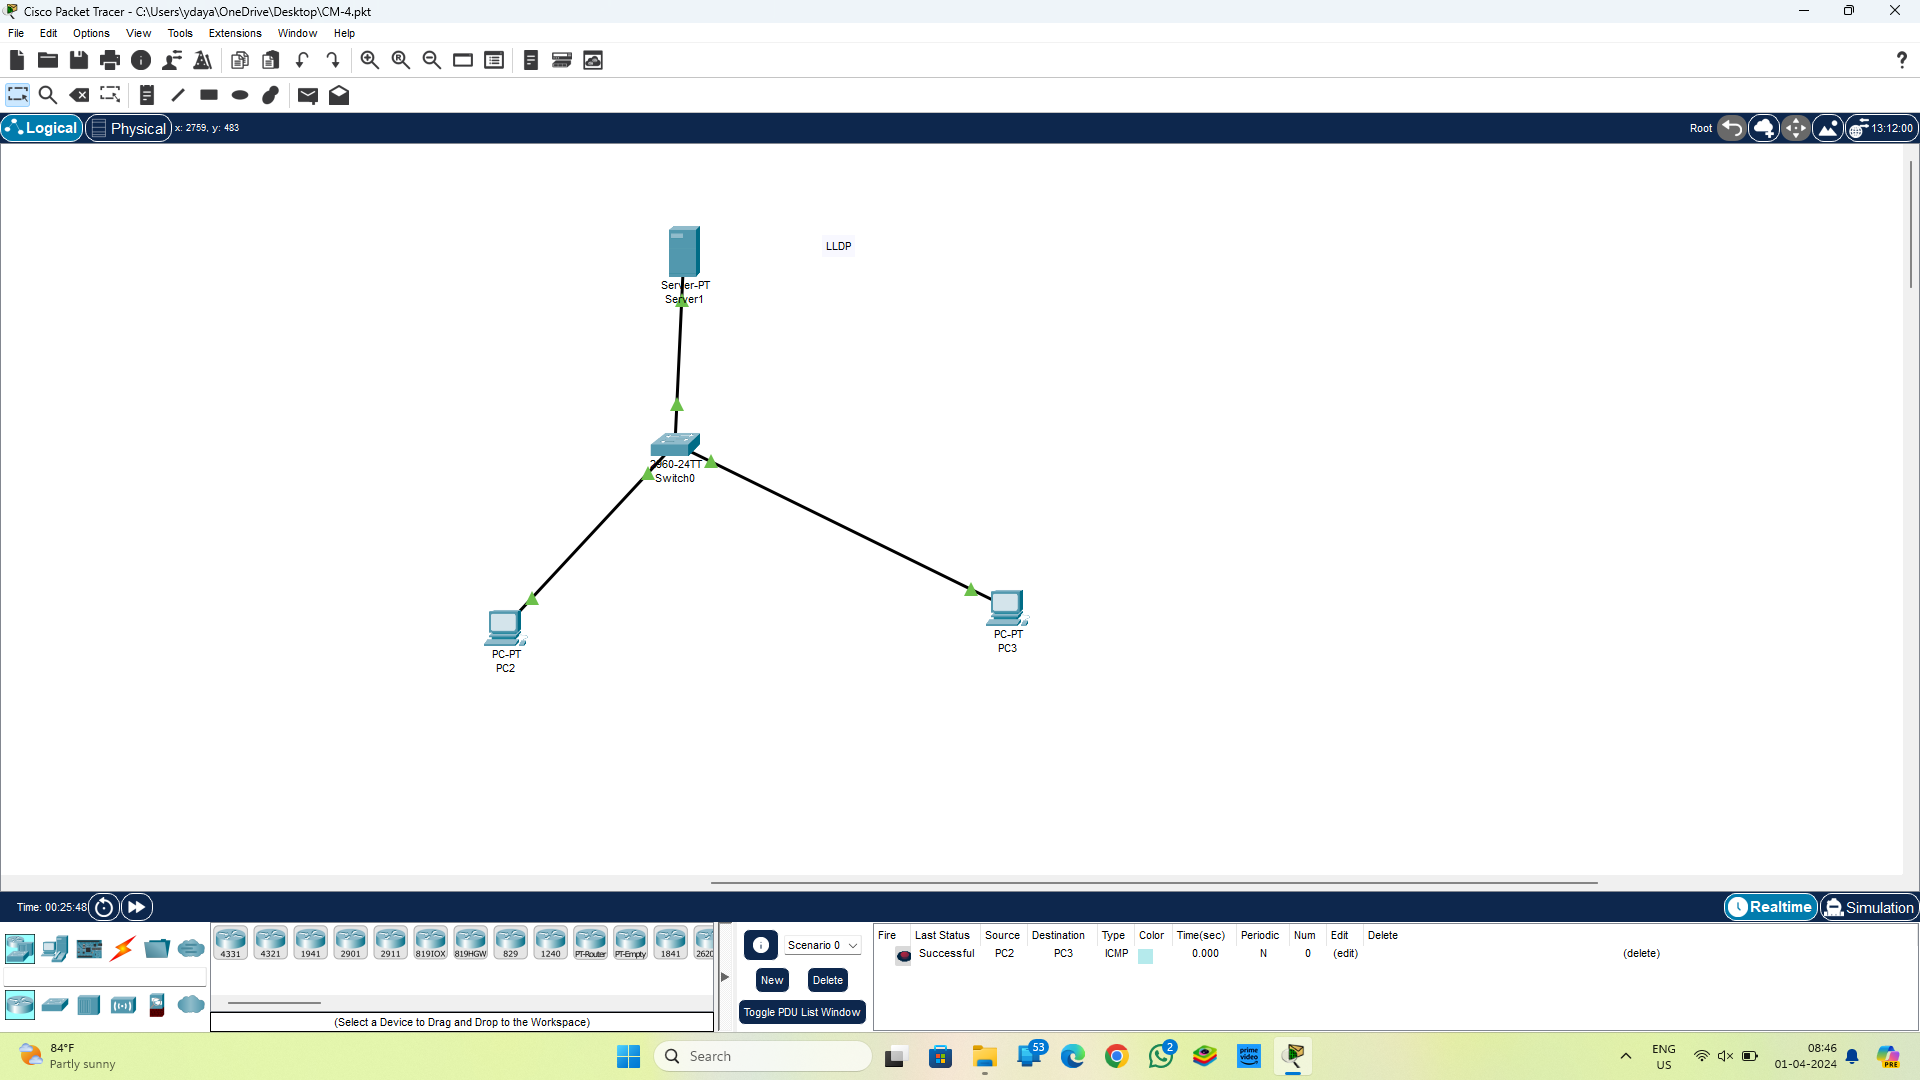 Cisco Packet Tracer - C:\Users\ydaya\OneDrive\Desktop\CM-4.pkt
File Edit Options View Tools Extensions Window Help
Logical Physical x: 2759, y: 483 Root 13:12:00
LLDP
Server-PT
Server1
2960-24TT
Switch0
PC-PT
PC2
PC-PT
PC3
Time: 00:25:48 Realtime Simulation
4331 4321 1941 2901 2911 819IOX 819HGW 829 1240 PT-Router PT-Empty 1841 2620
(Select a Device to Drag and Drop to the Workspace)
Scenario 0
New Delete
Toggle PDU List Window
Fire Last Status Source Destination Type Color Time(sec) Periodic Num Edit Delete
Successful PC2 PC3 ICMP 0.000 N 0 (edit) (delete)
84°F
Partly sunny
Search
53
2
prime video
PRE
ENG
US
08:46
01-04-2024